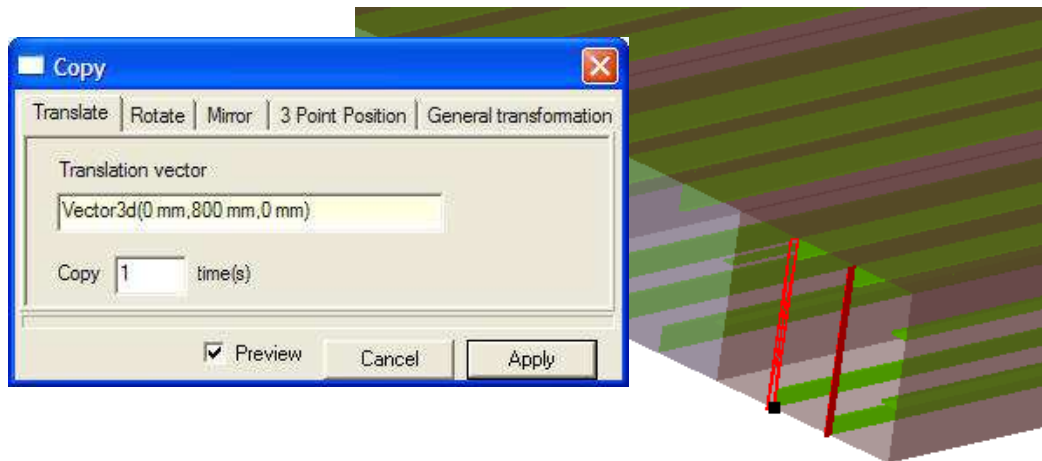 Copy
Translate Rotate Mirror 3 Point Position General transformation
Translation vector
Vector3d(0 mm,800 mm,0 mm)
Copy 1 time(s)
Preview Cancel Apply